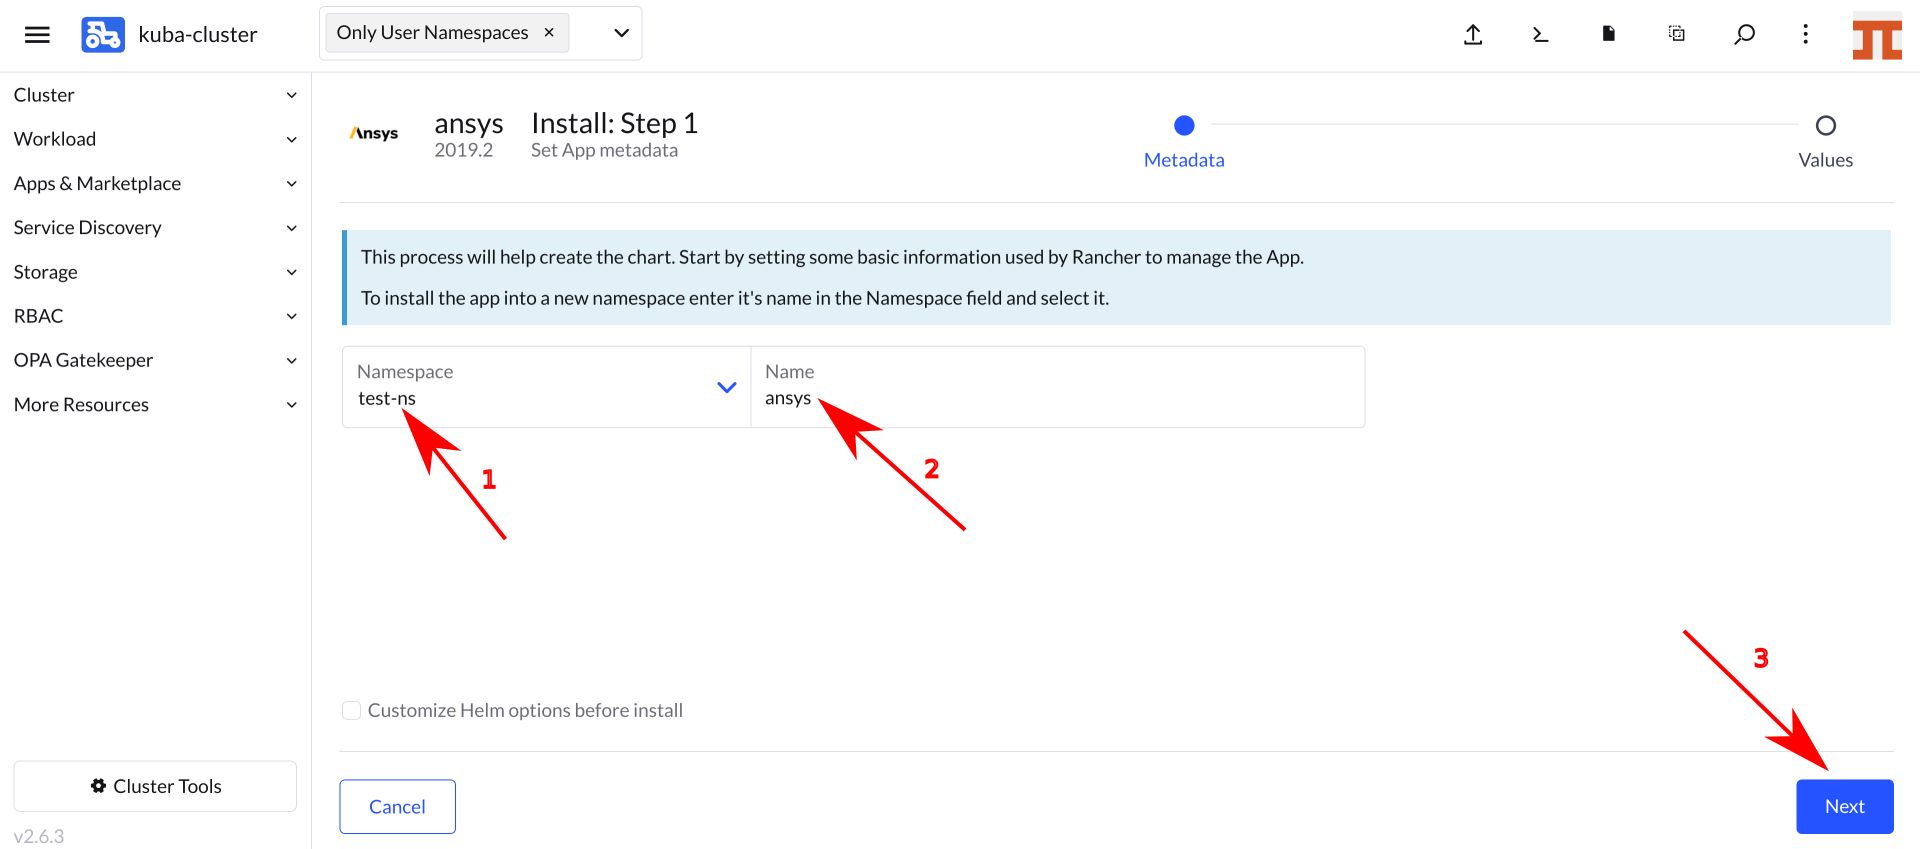 kuba-cluster
Only User Namespaces ×
Cluster
Workload
Apps & Marketplace
Service Discovery
Storage
RBAC
OPA Gatekeeper
More Resources
Cluster Tools
v2.6.3
Ansys
ansys
2019.2
Install: Step 1
Set App metadata
Metadata
Values
This process will help create the chart. Start by setting some basic information used by Rancher to manage the App.
To install the app into a new namespace enter it's name in the Namespace field and select it.
Namespace
test-ns
Name
ansys
1
2
3
Customize Helm options before install
Cancel
Next